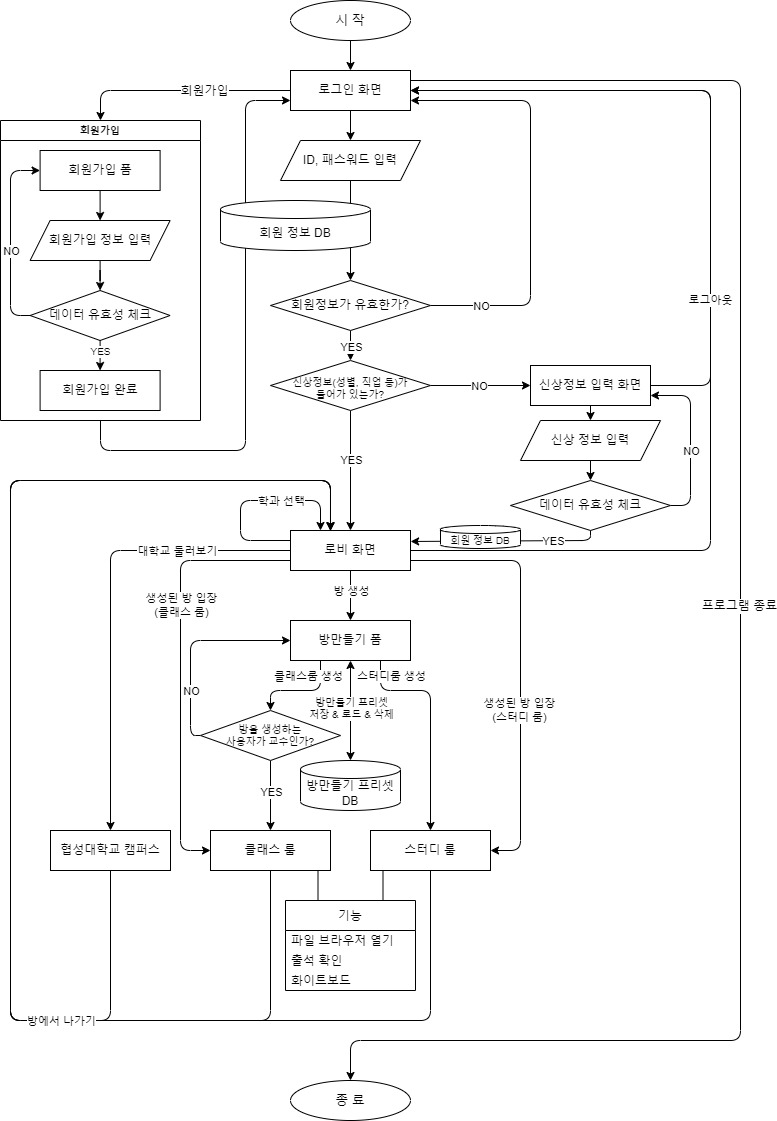 시 작
로그인 화면
회원가입
회원가입
ID, 패스워드 입력
회원가입 폼
회원 정보 DB
회원가입 정보 입력
NO
회원정보가 유효한가?
NO
로그아웃
데이터 유효성 체크
YES
YES
회원가입 완료
신상정보(성별, 직업 등)가
들어가 있는가?
NO
신상정보 입력 화면
신상 정보 입력
NO
YES
학과 선택
데이터 유효성 체크
로비 화면
회원 정보 DB
YES
대학교 둘러보기
방 생성
생성된 방 입장
(클래스 룸)
프로그램 종료
방만들기 폼
클래스룸 생성
스터디룸 생성
NO
방만들기 프리셋
저장 & 로드 & 삭제
생성된 방 입장
(스터디 룸)
방을 생성하는
사용자가 교수인가?
방만들기 프리셋
DB
YES
협성대학교 캠퍼스
클래스 룸
스터디 룸
기능
파일 브라우저 열기
출석 확인
화이트보드
방에서 나가기
종 료